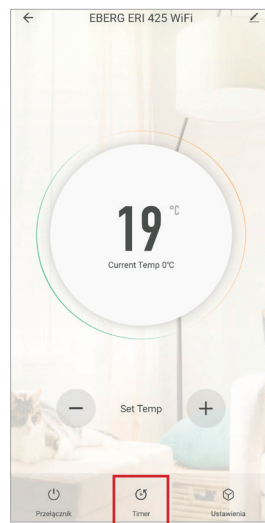 EBERG ERI 425 WiFi
19 °C
Current Temp 0°C
Set Temp
Przełącznik Timer Ustawienia